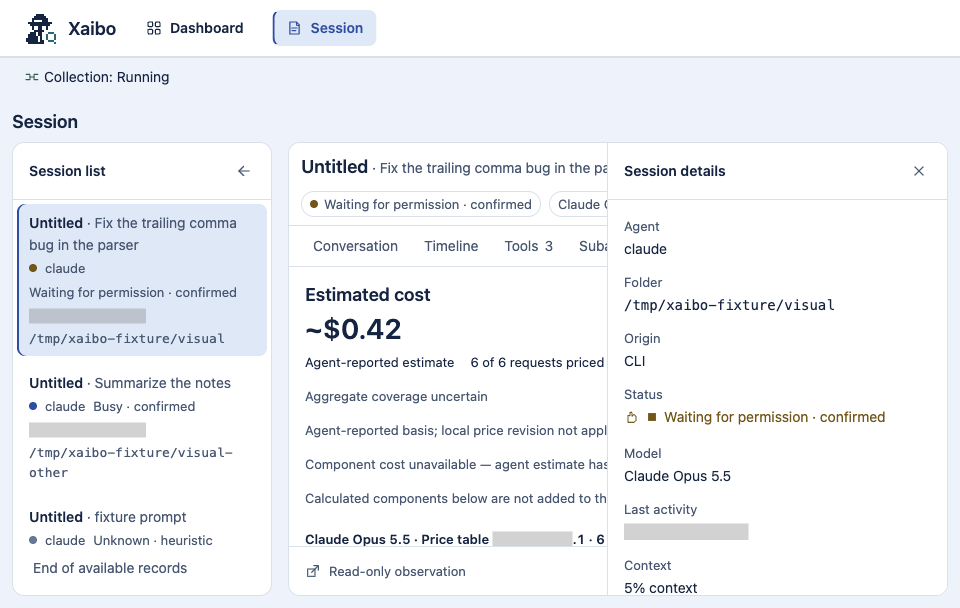 Xaibo
Dashboard
Session
Collection: Running
Session
Session list
Untitled · Fix the trailing comma
bug in the parser
claude
Waiting for permission · confirmed
/tmp/xaibo-fixture/visual
Untitled · Summarize the notes
claude Busy · confirmed
/tmp/xaibo-fixture/visual-
other
Untitled · fixture prompt
claude Unknown · heuristic
End of available records
Untitled · Fix the trailing comma bug in the pa
Waiting for permission · confirmed
Claude
Conversation
Timeline
Tools 3
Suba
Estimated cost
~$0.42
Agent-reported estimate 6 of 6 requests priced
Aggregate coverage uncertain
Agent-reported basis; local price revision not appl
Component cost unavailable — agent estimate has
Calculated components below are not added to th
Claude Opus 5.5 · Price table .1 · 6
Read-only observation
Session details
Agent
claude
Folder
/tmp/xaibo-fixture/visual
Origin
CLI
Status
Waiting for permission · confirmed
Model
Claude Opus 5.5
Last activity
Context
5% context